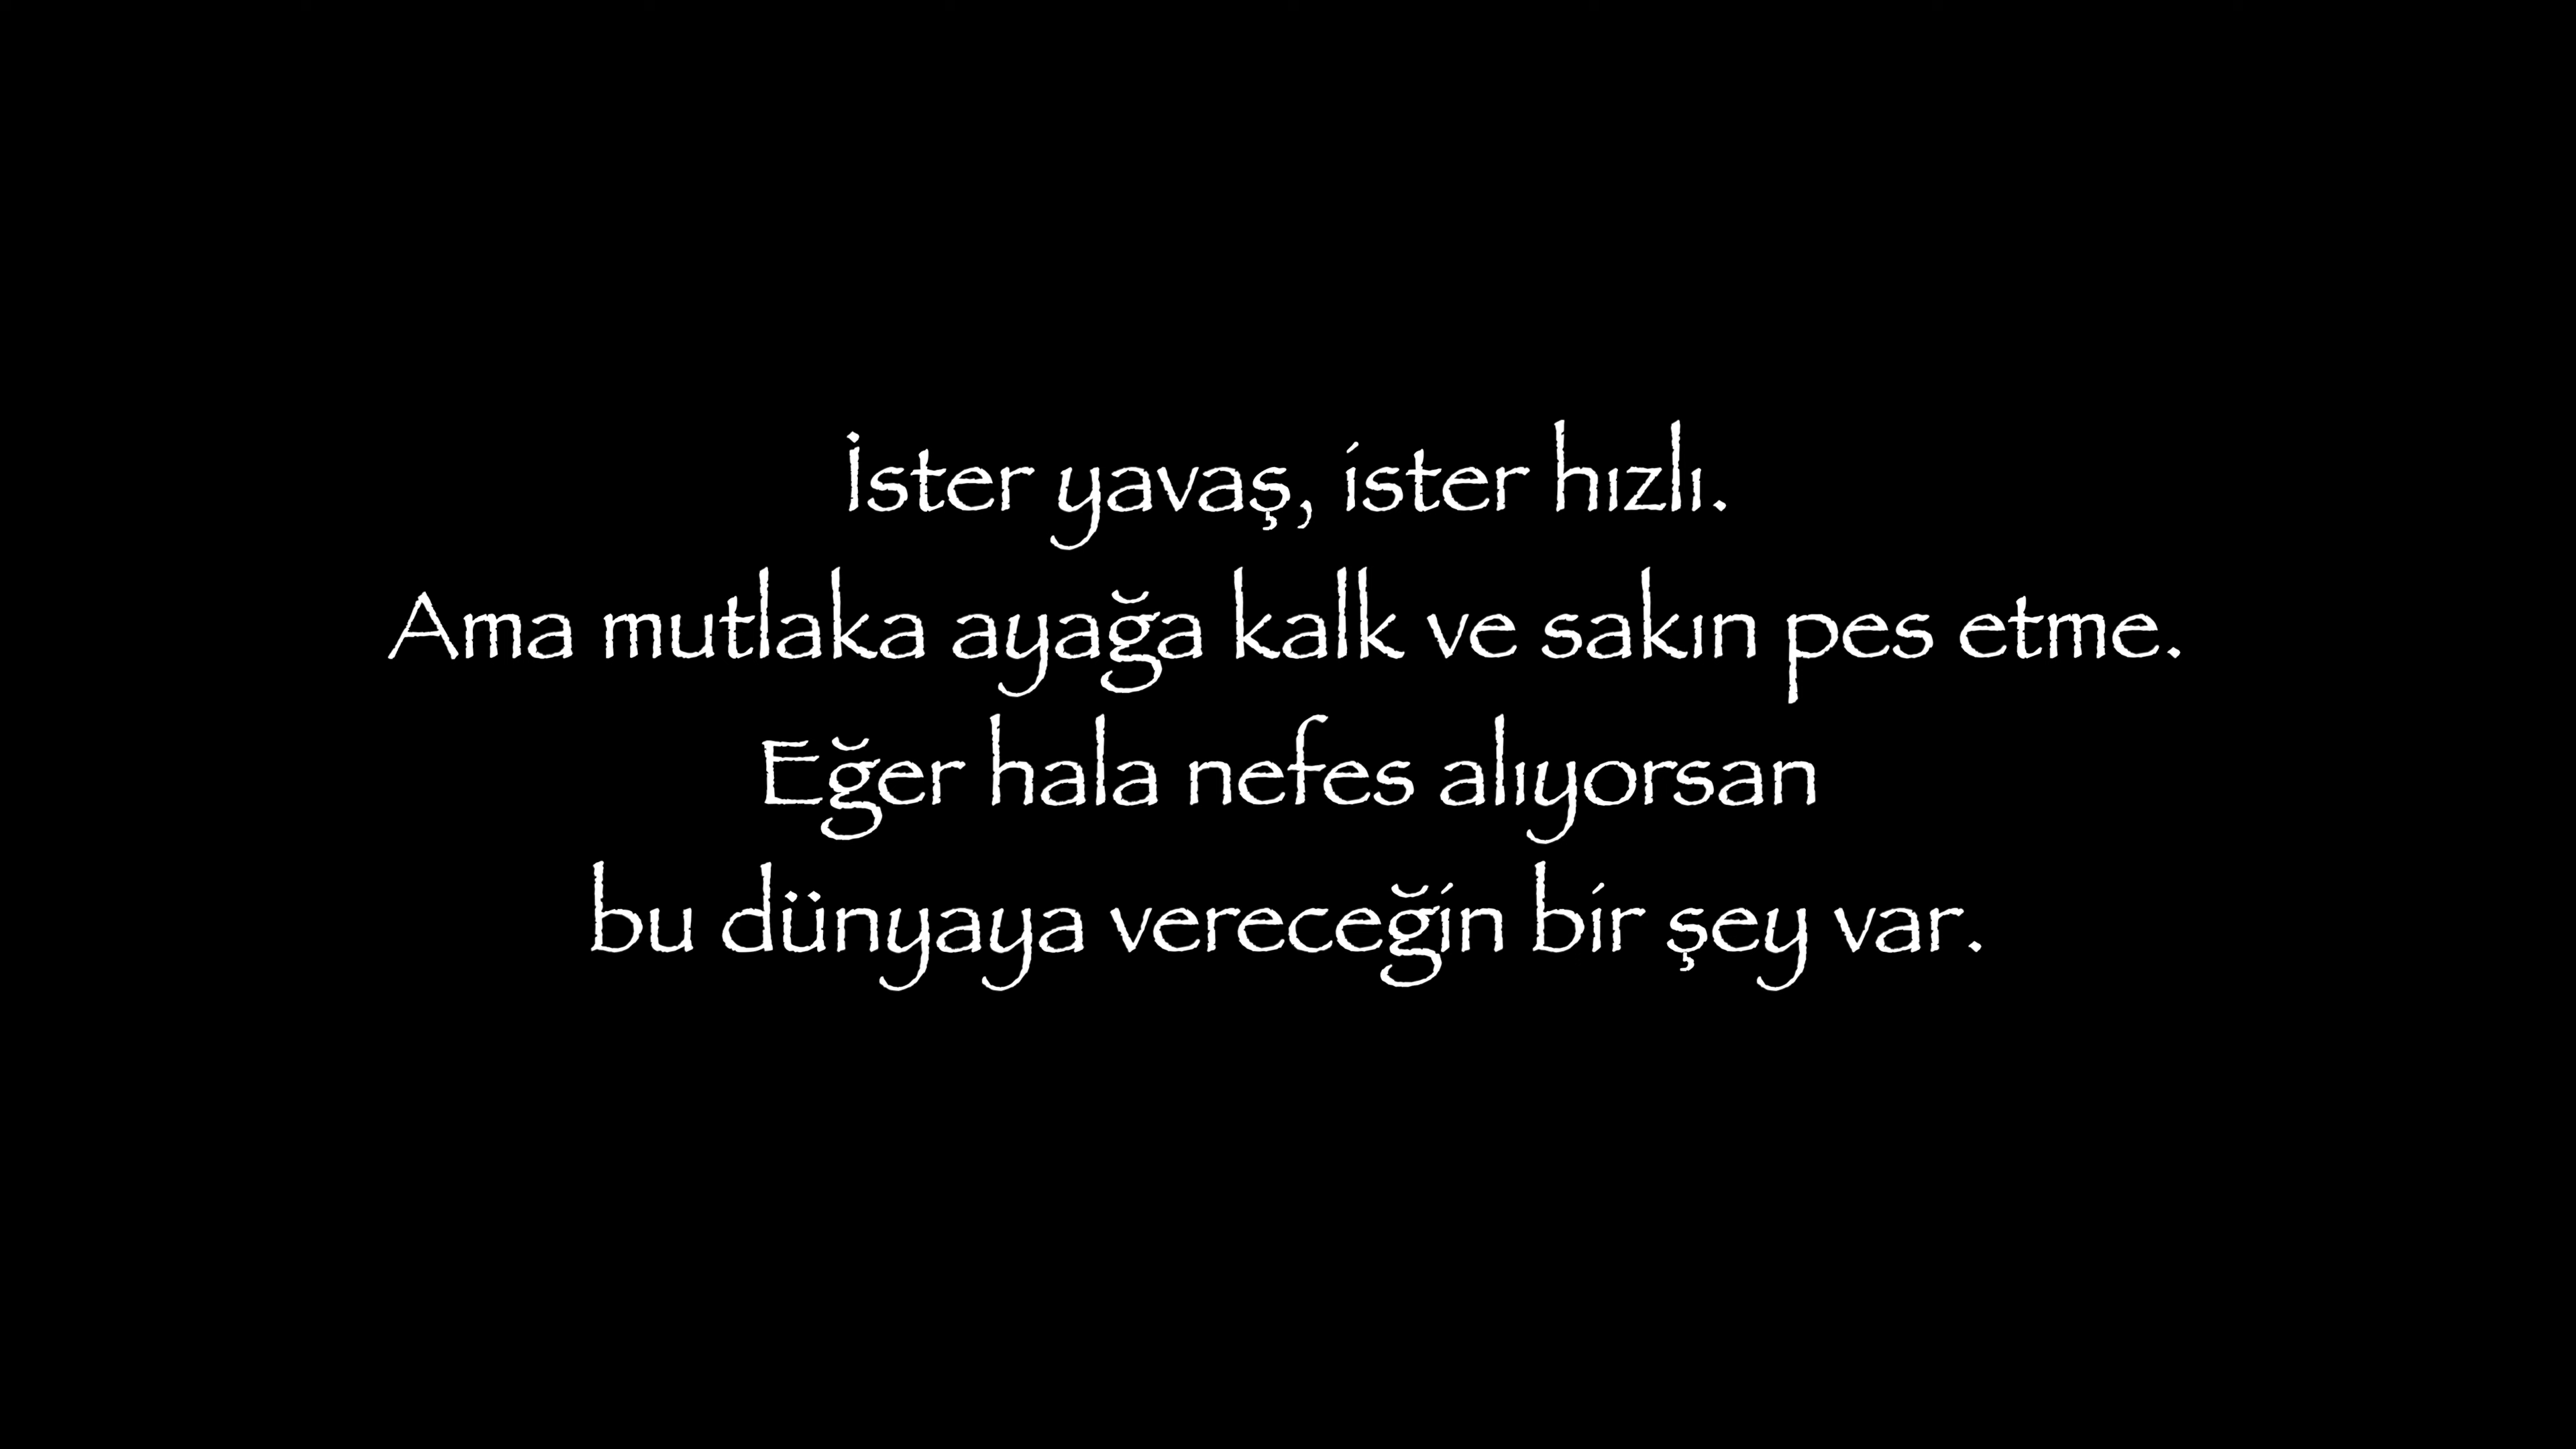 İster yavaş, ister hızlı.
Ama mutlaka ayağa kalk ve sakın pes etme.
Eğer hala nefes alıyorsan
bu dünyaya vereceğin bir şey var.